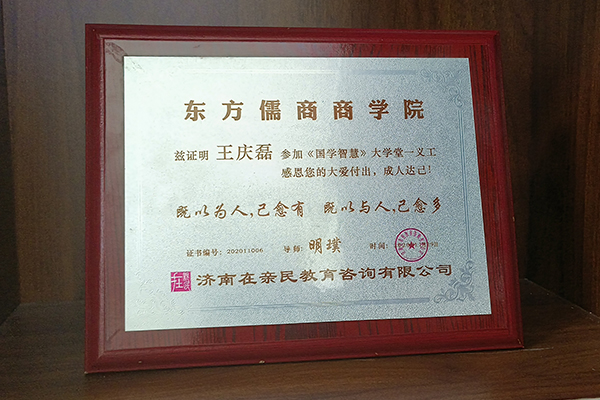 东方儒商商学院
兹证明 王庆磊 参加《国学智慧》大学堂一义工
感恩您的大爱付出，成人达己！
既以为人，己愈有 既以与人，己愈多
证书编号：202011006 导师：明璞 时间：
济南在亲民教育咨询有限公司